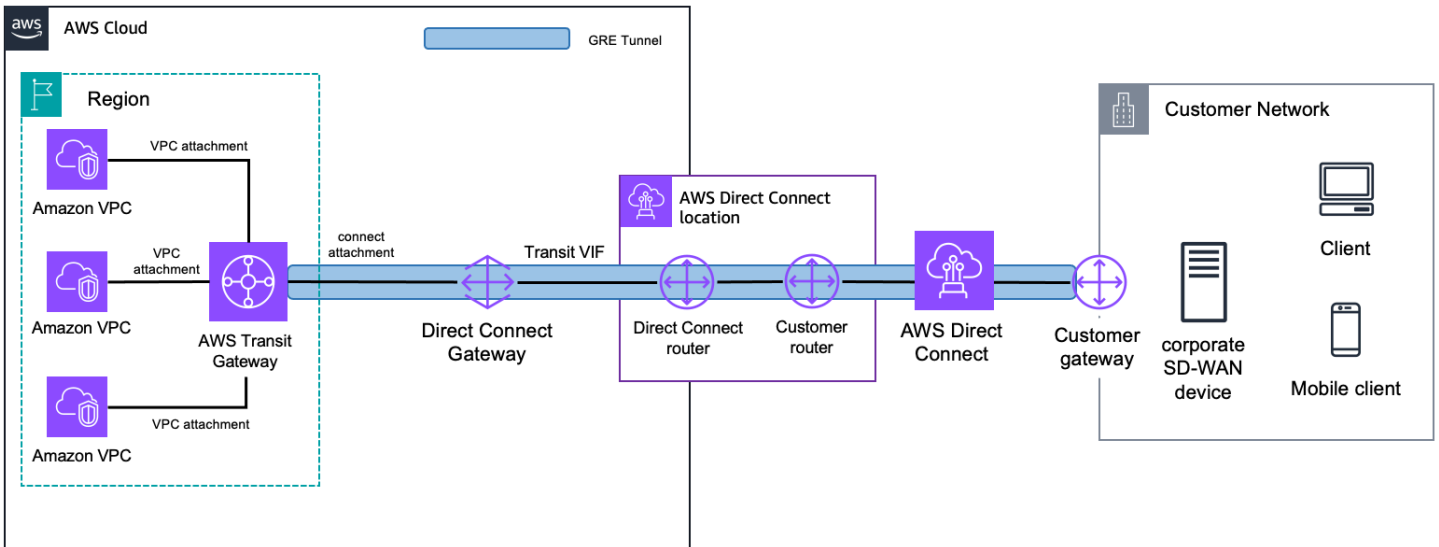 aws
AWS Cloud
GRE Tunnel
Region
VPC attachment
Amazon VPC
VPC
attachment
Amazon VPC
AWS Transit
Gateway
VPC attachment
Amazon VPC
connect
attachment
Direct Connect
Gateway
Transit VIF
AWS Direct Connect
location
Direct Connect
router
Customer
router
AWS Direct
Connect
Customer
gateway
Customer Network
corporate
SD-WAN
device
Client
Mobile client